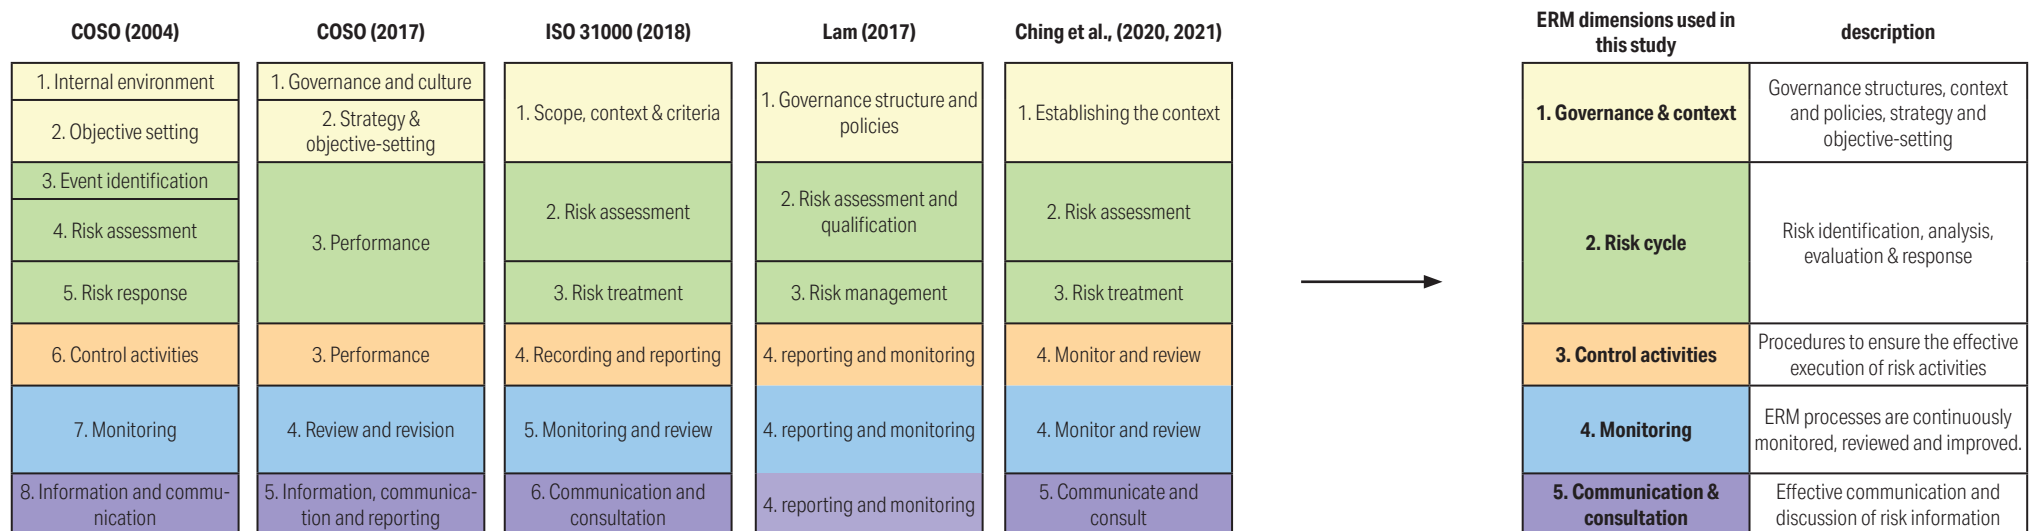 COSO (2004)
1. Internal environment
2. Objective setting
3. Event identification
4. Risk assessment
5. Risk response
6. Control activities
7. Monitoring
8. Information and commu-
nication
COSO (2017)
1. Governance and culture
2. Strategy &
objective-setting
3. Performance
3. Performance
4. Review and revision
5. Information, communica-
tion and reporting
ISO 31000 (2018)
1. Scope, context & criteria
2. Risk assessment
3. Risk treatment
4. Recording and reporting
5. Monitoring and review
6. Communication and
consultation
Lam (2017)
1. Governance structure and
policies
2. Risk assessment and
qualification
3. Risk management
4. reporting and monitoring
4. reporting and monitoring
4. reporting and monitoring
Ching et al., (2020, 2021)
1. Establishing the context
2. Risk assessment
3. Risk treatment
4. Monitor and review
4. Monitor and review
5. Communicate and
consult
ERM dimensions used in
this study
description
1. Governance & context
Governance structures, context
and policies, strategy and
objective-setting
2. Risk cycle
Risk identification, analysis,
evaluation & response
3. Control activities
Procedures to ensure the effective
execution of risk activities
4. Monitoring
ERM processes are continuously
monitored, reviewed and improved.
5. Communication &
consultation
Effective communication and
discussion of risk information